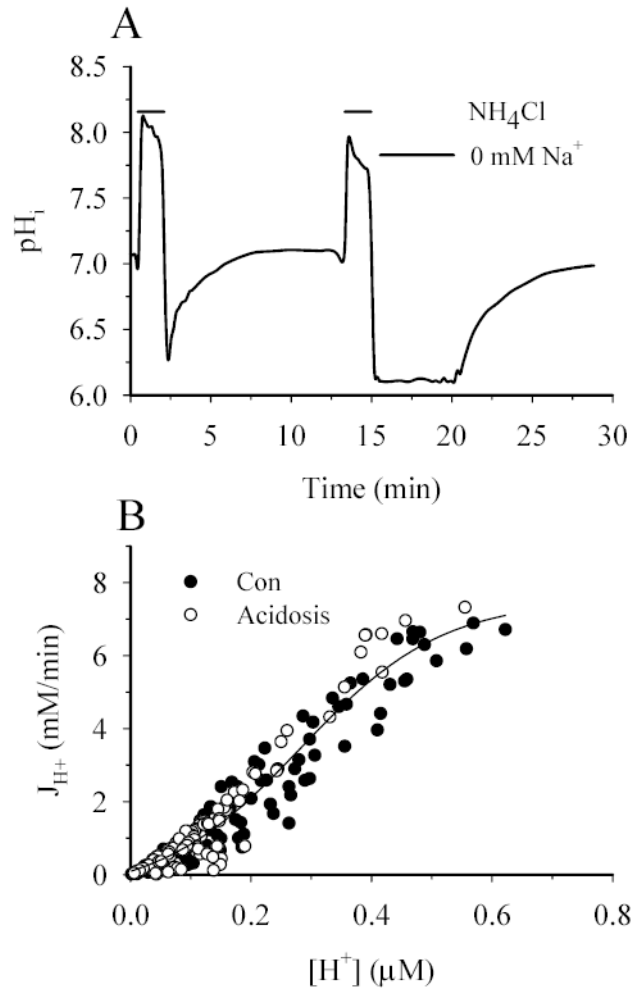 A
8.5
8.0
7.5
7.0
6.5
6.0
pHi
NH4Cl
0 mM Na+
0 5 10 15 20 25 30
Time (min)
B
8
6
4
2
0
JH+ (mM/min)
Con
Acidosis
0.0 0.2 0.4 0.6 0.8
[H+] (μM)